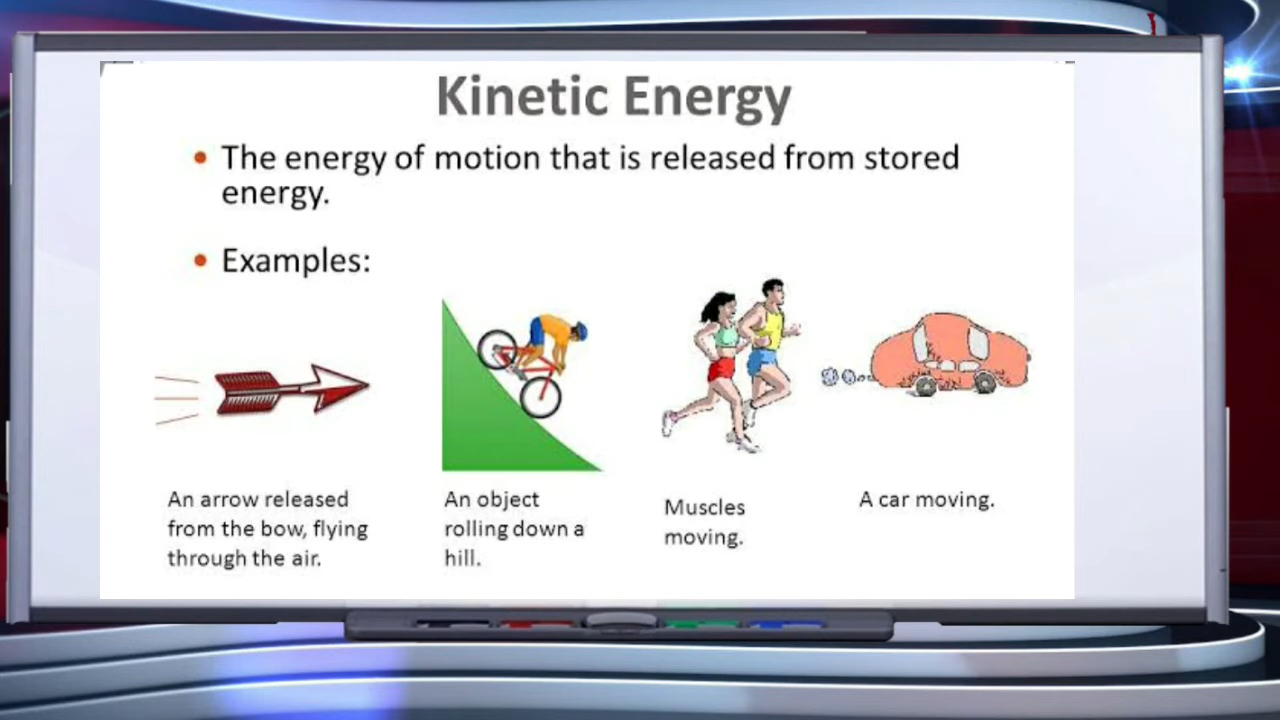 Kinetic Energy
• The energy of motion that is released from stored
energy.
• Examples:
An arrow released
from the bow, flying
through the air.
An object
rolling down a
hill.
Muscles
moving.
A car moving.